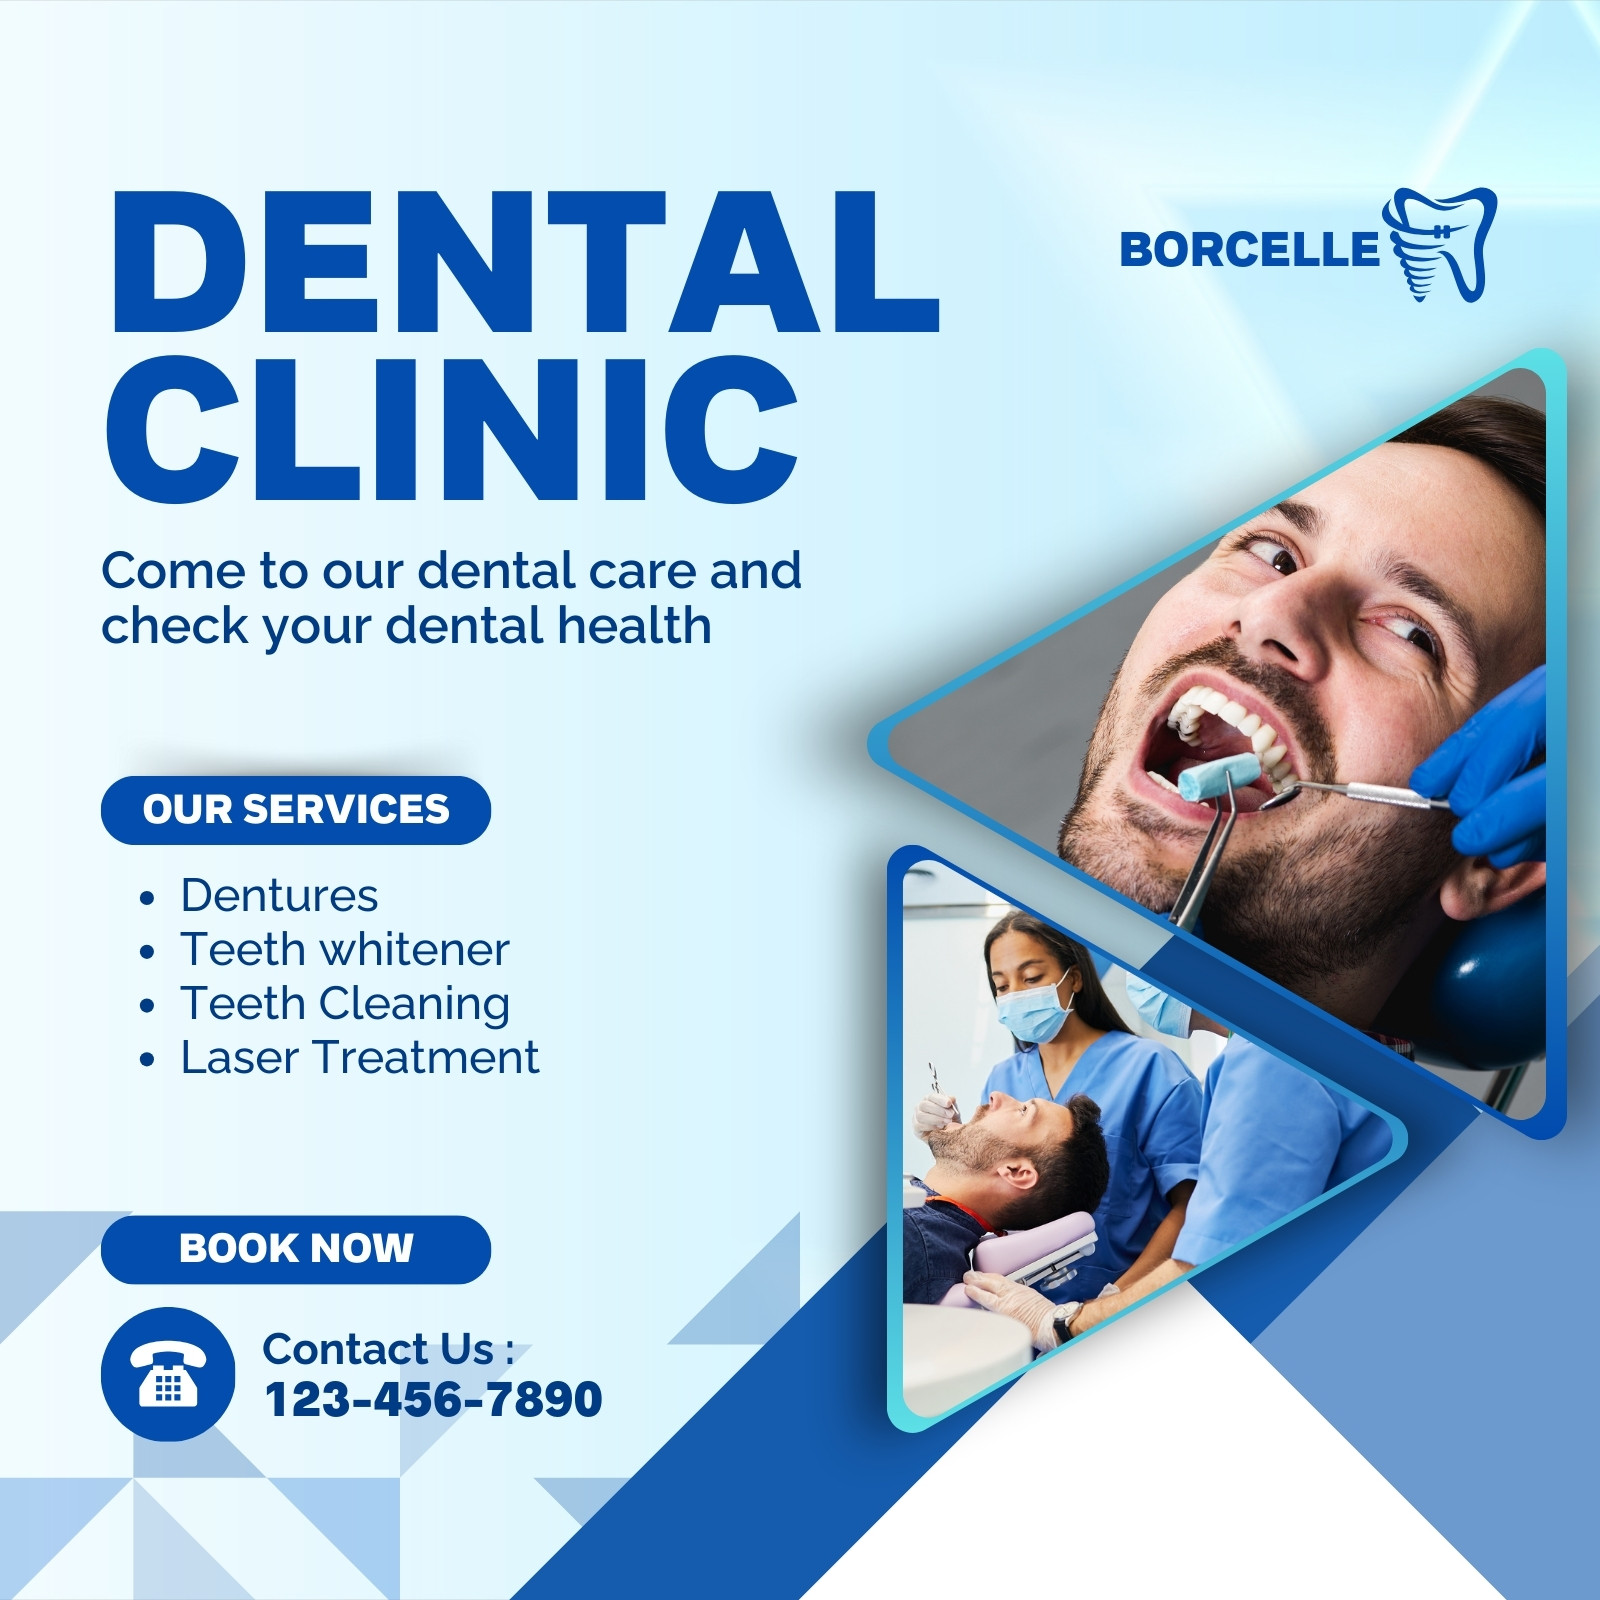 DENTAL
CLINIC
BORCELLE
Come to our dental care and
check your dental health
OUR SERVICES
• Dentures
• Teeth whitener
• Teeth Cleaning
• Laser Treatment
BOOK NOW
Contact Us :
123-456-7890